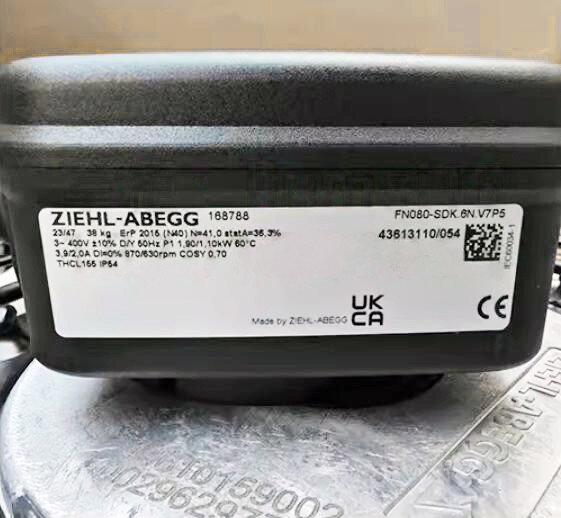 ZIEHL-ABEGG 168788
FN080-SDK.6N.V7P5
23/47 38 kg ErP 2015 (N40) N=41,0 statA=36,3%
43613110/054
3~ 400V ±10% D/Y 50Hz P1 1,90/1,10kW 60°C
3,9/2,0A DI=0% 870/630rpm COSY 0,70
THCL155 IP54
IEC60034-1
Made by ZIEHL-ABEGG
UK
CA
CE
ZIEHL-ABEGG